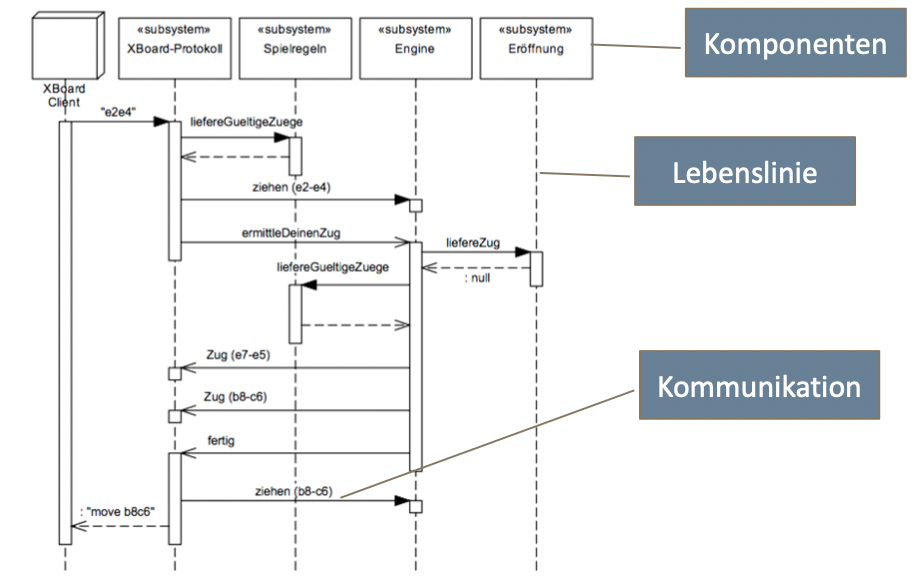 «subsystem»
XBoard-Protokoll
«subsystem»
Spielregeln
«subsystem»
Engine
«subsystem»
Eröffnung
Komponenten
XBoard
Client
"e2e4"
liefereGueltigeZuege
Lebenslinie
ziehen (e2-e4)
ermittleDeinenZug
liefereZug
liefereGueltigeZuege
: null
Zug (e7-e5)
Kommunikation
Zug (b8-c6)
fertig
ziehen (b8-c6)
: "move b8c6"